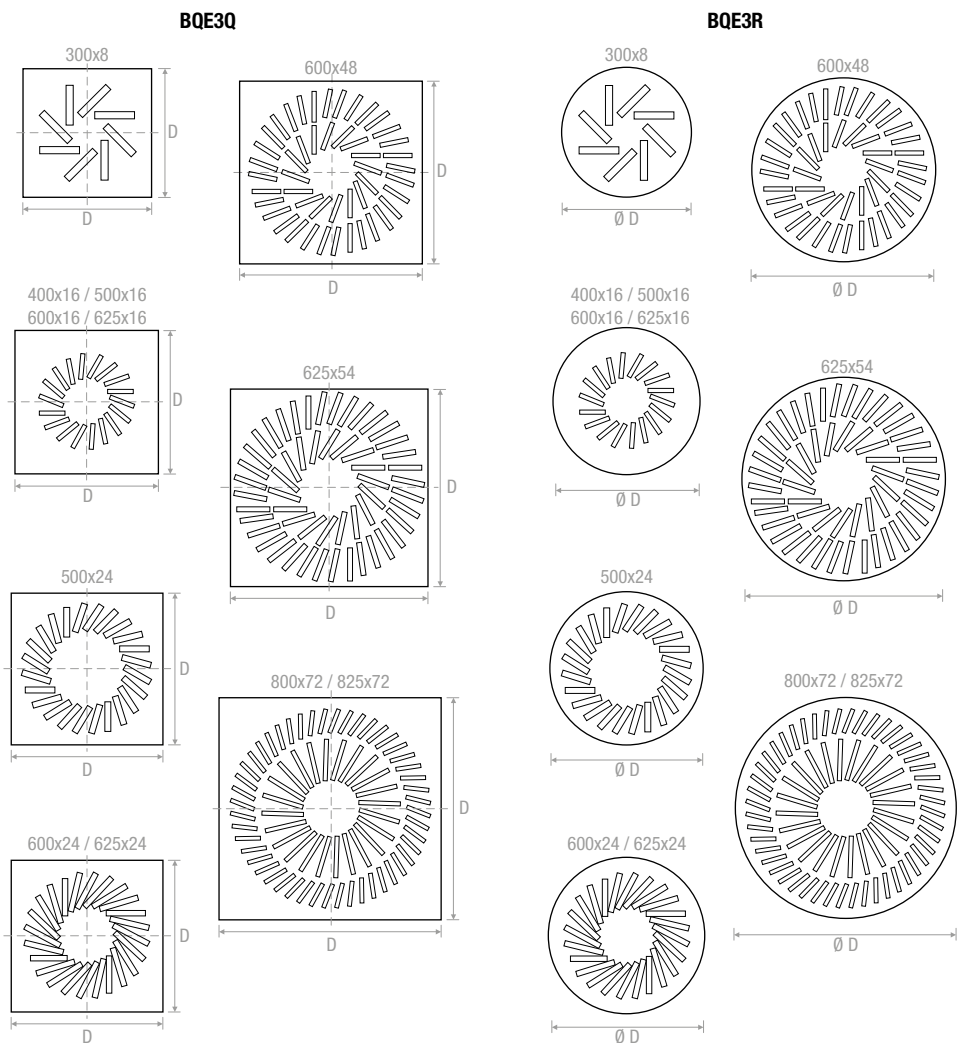 BQE3Q
300x8
D
D
600x48
D
D
400x16 / 500x16
600x16 / 625x16
D
D
625x54
D
D
500x24
D
D
800x72 / 825x72
D
D
600x24 / 625x24
D
D
BQE3R
300x8
Ø D
600x48
Ø D
400x16 / 500x16
600x16 / 625x16
Ø D
625x54
Ø D
500x24
Ø D
800x72 / 825x72
Ø D
600x24 / 625x24
Ø D